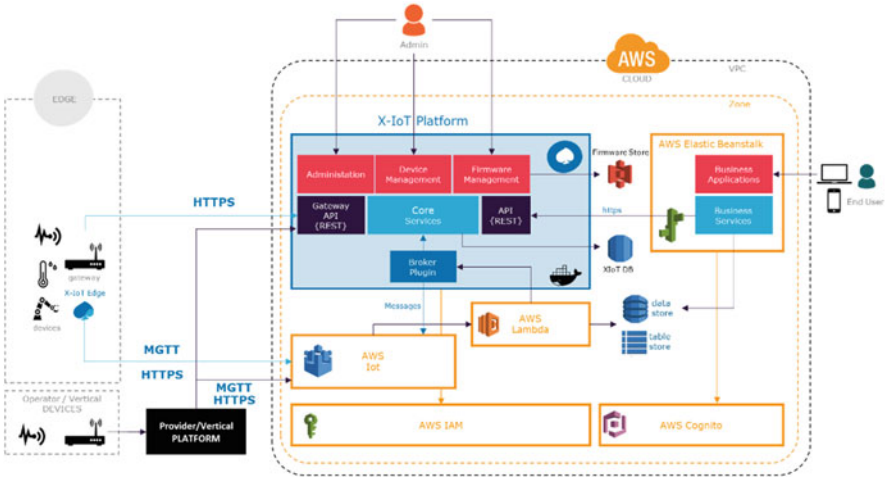 Admin
AWS
CLOUD
VPC
Zone
EDGE
X-IoT Platform
Administation
Device
Management
Firmware
Management
Firmware Store
AWS Elastic Beanstalk
Business
Applications
Business
Services
End User
HTTPS
Gateway
API
{REST}
Core
Services
API
{REST}
https
Broker
Plugin
XIoT DB
gateway
X-IoT Edge
devices
Messages
AWS
Lambda
data
store
table
store
MGTT
HTTPS
AWS
Iot
MGTT
HTTPS
Operator / Vertical
DEVICES
Provider/Vertical
PLATFORM
AWS IAM
AWS Cognito